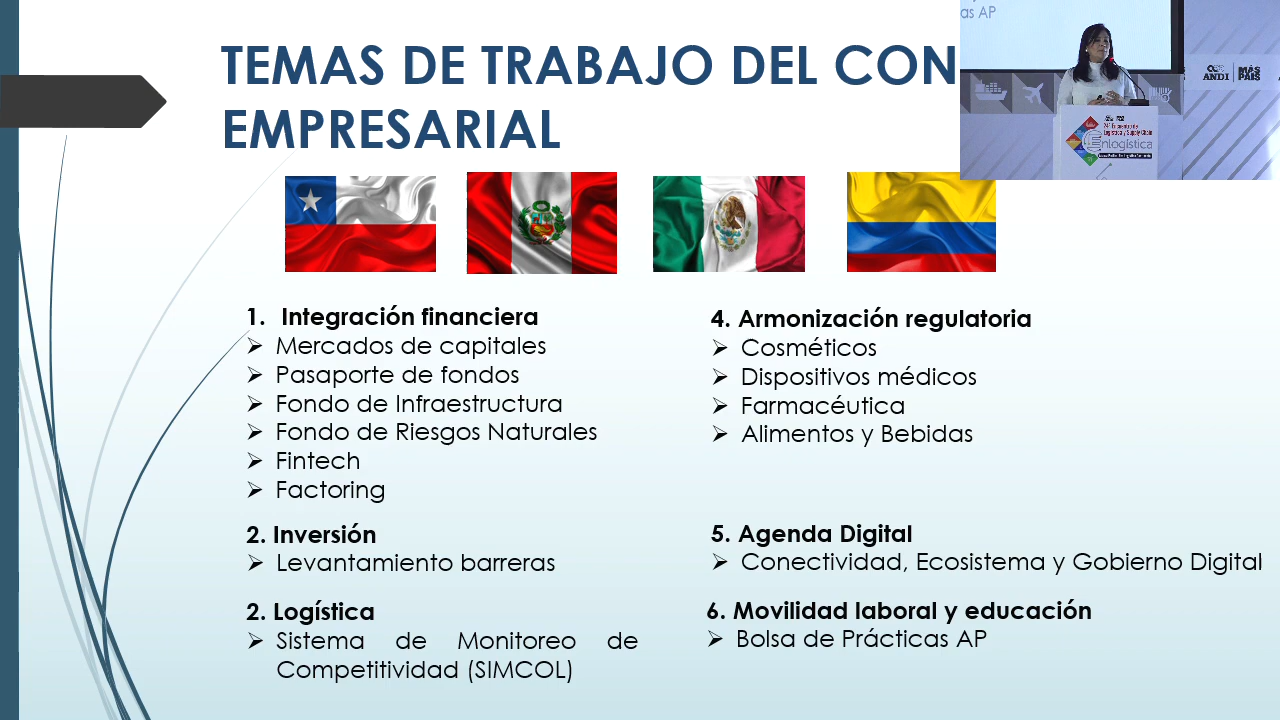 TEMAS DE TRABAJO DEL CON
EMPRESARIAL
as AP
ANDI
MÁS
PAÍS
Enlogística
1. Integración financiera
➢ Mercados de capitales
➢ Pasaporte de fondos
➢ Fondo de Infraestructura
➢ Fondo de Riesgos Naturales
➢ Fintech
➢ Factoring
2. Inversión
➢ Levantamiento barreras
2. Logística
➢ Sistema de Monitoreo de
Competitividad (SIMCOL)
4. Armonización regulatoria
➢ Cosméticos
➢ Dispositivos médicos
➢ Farmacéutica
➢ Alimentos y Bebidas
5. Agenda Digital
➢ Conectividad, Ecosistema y Gobierno Digital
6. Movilidad laboral y educación
➢ Bolsa de Prácticas AP